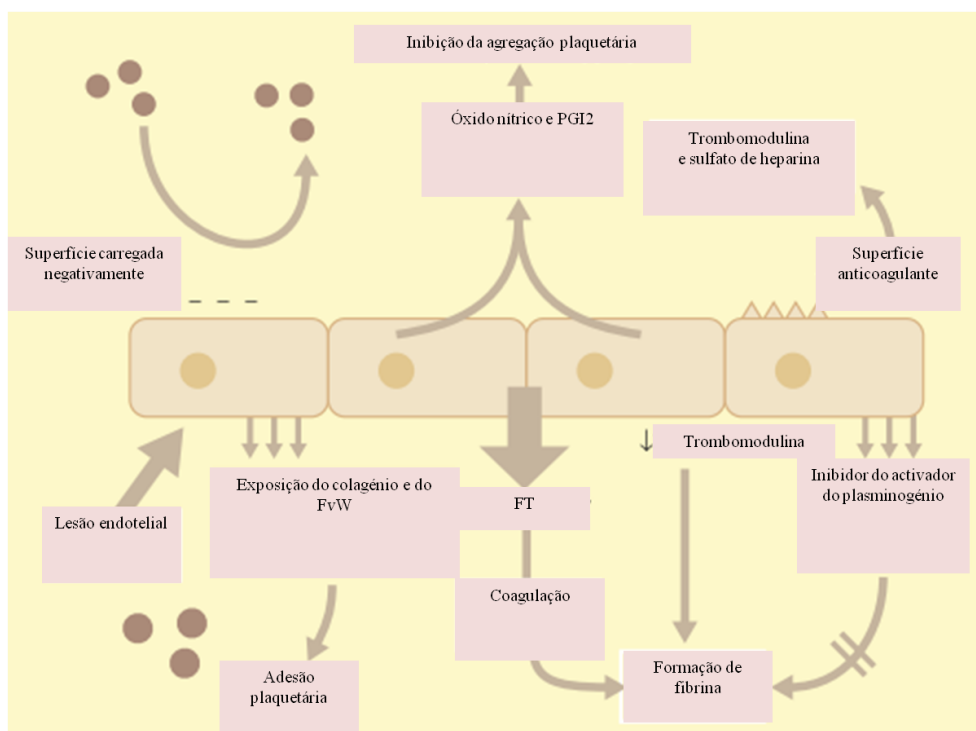 Inibição da agregação plaquetária
Óxido nítrico e PGI2
Trombomodulina
e sulfato de heparina
Superfície carregada
negativamente
Superfície
anticoagulante
– – –
↓ Trombomodulina
Exposição do colagénio e do
FvW
FT
Inibidor do activador
do plasminogénio
Lesão endotelial
Coagulação
Adesão
plaquetária
Formação de
fibrina